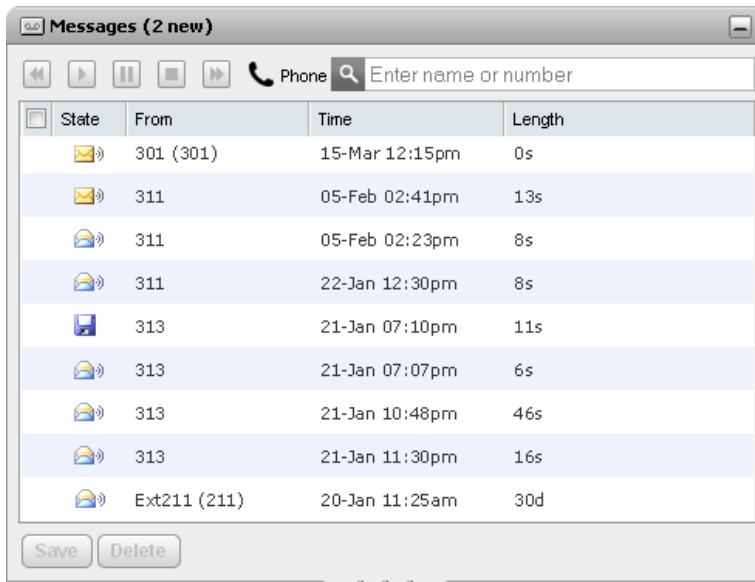 Messages (2 new)
Phone Enter name or number
State From Time Length
301 (301) 15-Mar 12:15pm 0s
311 05-Feb 02:41pm 13s
311 05-Feb 02:23pm 8s
311 22-Jan 12:30pm 8s
313 21-Jan 07:10pm 11s
313 21-Jan 07:07pm 6s
313 21-Jan 10:48pm 46s
313 21-Jan 11:30pm 16s
Ext211 (211) 20-Jan 11:25am 30d
Save Delete